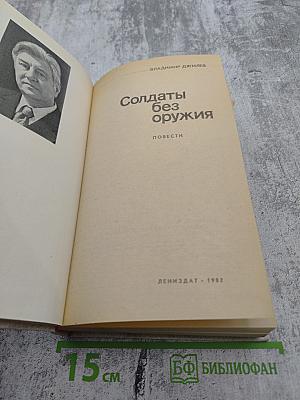 ВЛАДИМИР ДЯГИЛЕВ
Солдаты
без
оружия
ПОВЕСТИ
ЛЕНИЗДАТ · 1982
15 см
БФ БИБЛИОФАН